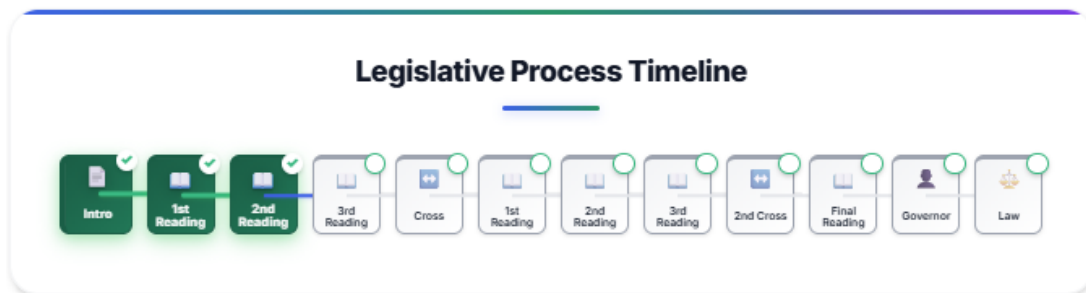 Legislative Process Timeline
Intro
1st
Reading
2nd
Reading
3rd
Reading
Cross
1st
Reading
2nd
Reading
3rd
Reading
2nd Cross
Final
Reading
Governor
Law